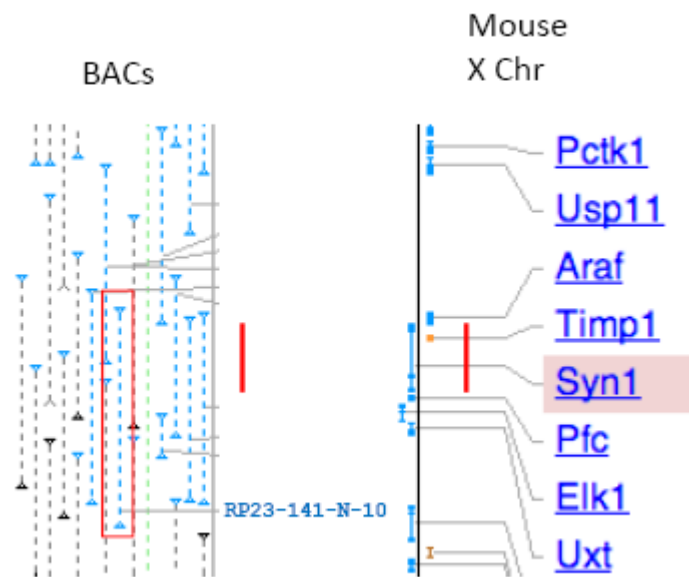 Mouse
X Chr
BACs
Pctk1
Usp11
Araf
Timp1
Syn1
Pfc
Elk1
RP23-141-N-10
Uxt